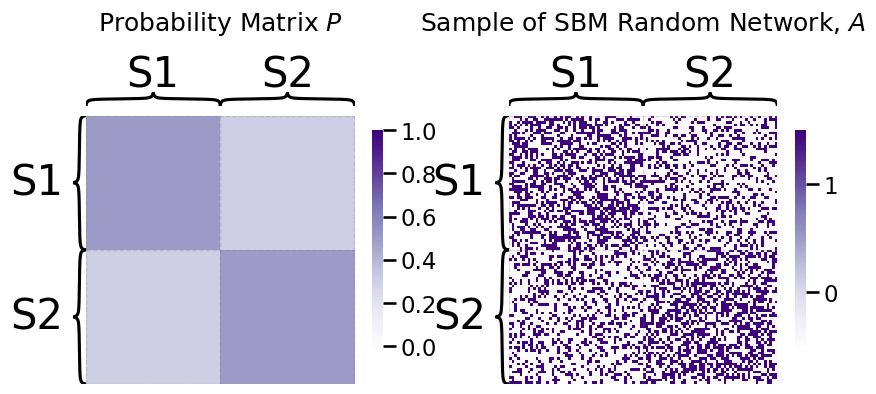 Probability Matrix P
S1 S2
S1
S2
1.0
0.8
0.6
0.4
0.2
0.0
Sample of SBM Random Network, A
S1 S2
S1
S2
1
0